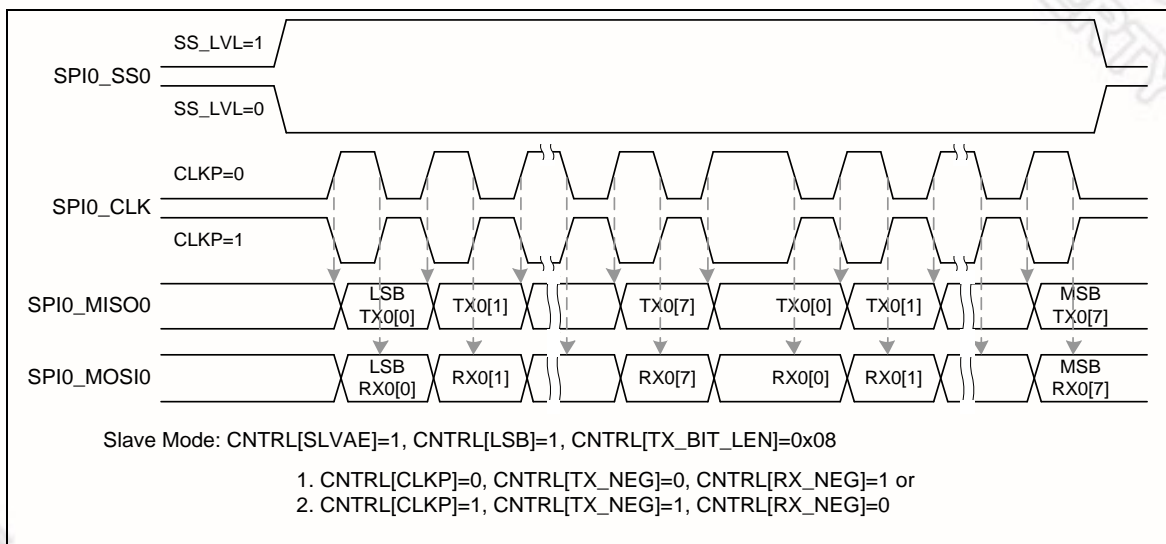 SS_LVL=1
SPI0_SS0
SS_LVL=0
CLKP=0
SPI0_CLK
CLKP=1
SPI0_MISO0 LSB TX0[0] TX0[1] TX0[7] TX0[0] TX0[1] MSB TX0[7]
SPI0_MOSI0 LSB RX0[0] RX0[1] RX0[7] RX0[0] RX0[1] MSB RX0[7]
Slave Mode: CNTRL[SLVAE]=1, CNTRL[LSB]=1, CNTRL[TX_BIT_LEN]=0x08
1. CNTRL[CLKP]=0, CNTRL[TX_NEG]=0, CNTRL[RX_NEG]=1 or
2. CNTRL[CLKP]=1, CNTRL[TX_NEG]=1, CNTRL[RX_NEG]=0